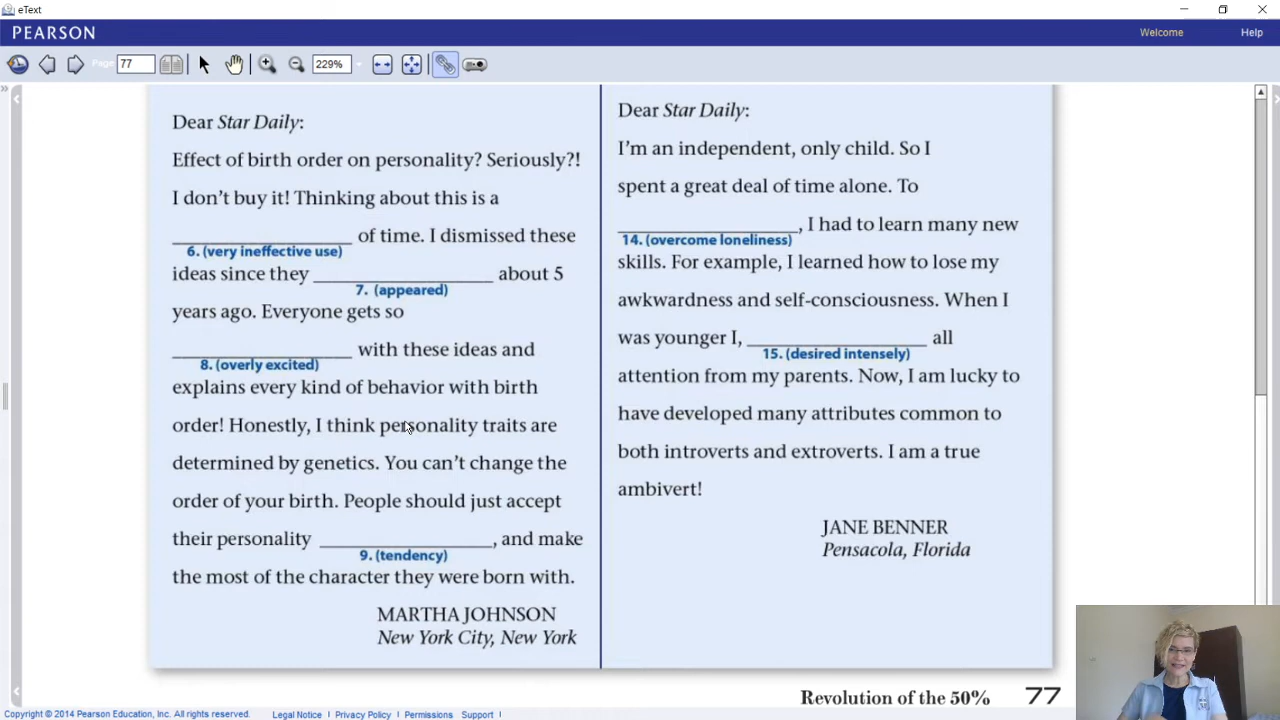 eText
PEARSON
Welcome
Help
Page 77
229%
Dear Star Daily:
Effect of birth order on personality? Seriously?!
I don't buy it! Thinking about this is a
____________________ of time. I dismissed these
6. (very ineffective use)
ideas since they ____________________ about 5
7. (appeared)
years ago. Everyone gets so
____________________ with these ideas and
8. (overly excited)
explains every kind of behavior with birth
order! Honestly, I think personality traits are
determined by genetics. You can't change the
order of your birth. People should just accept
their personality ____________________, and make
9. (tendency)
the most of the character they were born with.
MARTHA JOHNSON
New York City, New York
Dear Star Daily:
I'm an independent, only child. So I
spent a great deal of time alone. To
____________________, I had to learn many new
14. (overcome loneliness)
skills. For example, I learned how to lose my
awkwardness and self-consciousness. When I
was younger I, ____________________ all
15. (desired intensely)
attention from my parents. Now, I am lucky to
have developed many attributes common to
both introverts and extroverts. I am a true
ambivert!
JANE BENNER
Pensacola, Florida
Revolution of the 50% 77
Copyright © 2014 Pearson Education, Inc. All rights reserved. Legal Notice | Privacy Policy | Permissions Support |